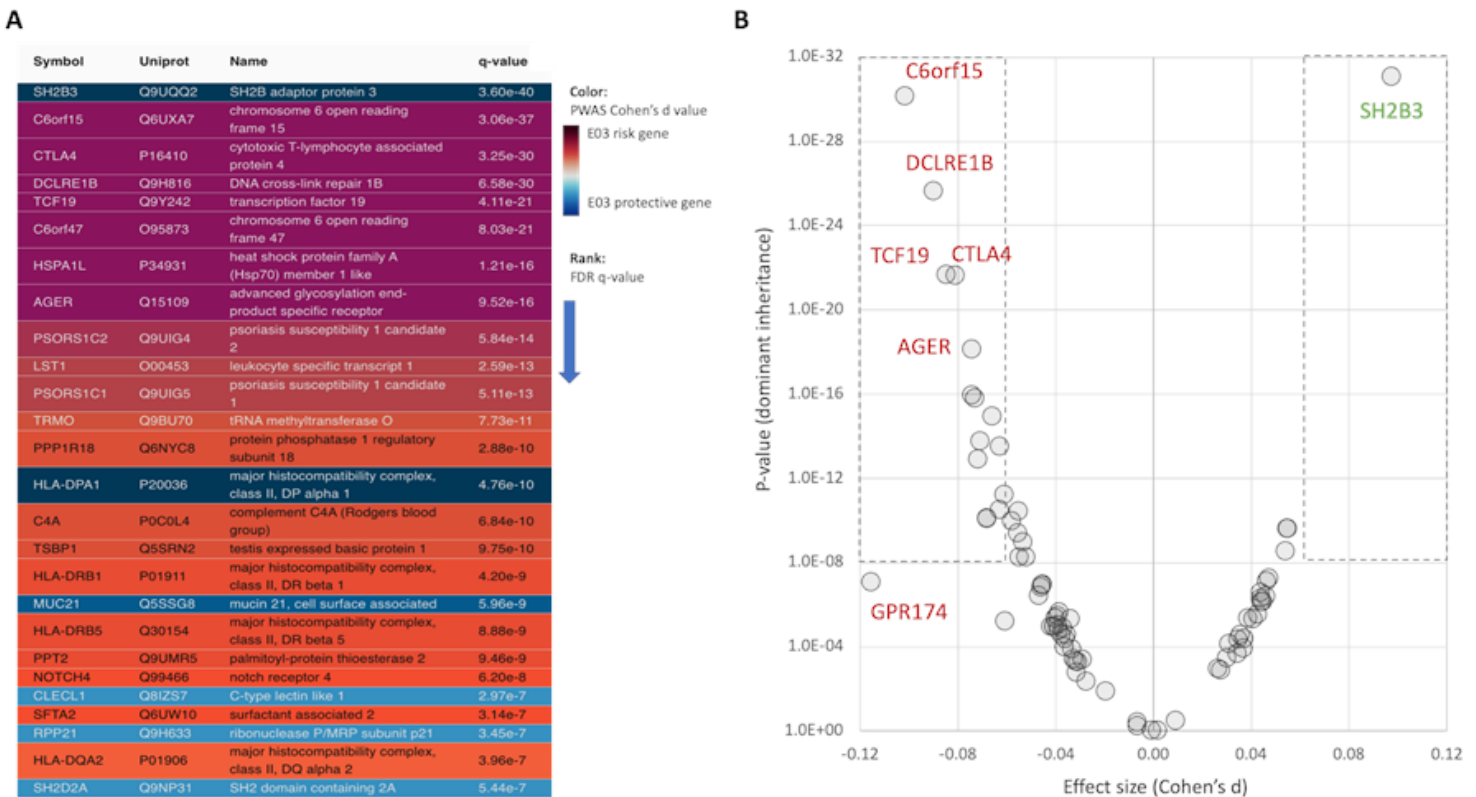 A
Symbol Uniprot Name q-value
SH2B3 Q9UQQ2 SH2B adaptor protein 3 3.60e-40
C6orf15 Q6UXA7 chromosome 6 open reading 3.06e-37
frame 15
CTLA4 P16410 cytotoxic T-lymphocyte associated 3.25e-30
protein 4
DCLRE1B Q9H816 DNA cross-link repair 1B 6.58e-30
TCF19 Q9Y242 transcription factor 19 4.11e-21
C6orf47 O95873 chromosome 6 open reading 8.03e-21
frame 47
HSPA1L P34931 heat shock protein family A 1.21e-16
(Hsp70) member 1 like
AGER Q15109 advanced glycosylation end- 9.52e-16
product specific receptor
PSORS1C2 Q9UIG4 psoriasis susceptibility 1 candidate 5.84e-14
2
LST1 O00453 leukocyte specific transcript 1 2.59e-13
PSORS1C1 Q9UIG5 psoriasis susceptibility 1 candidate 5.11e-13
1
TRMO Q9BU70 tRNA methyltransferase O 7.73e-11
PPP1R18 Q6NYC8 protein phosphatase 1 regulatory 2.88e-10
subunit 18
HLA-DPA1 P20036 major histocompatibility complex, 4.76e-10
class II, DP alpha 1
C4A P0C0L4 complement C4A (Rodgers blood 6.84e-10
group)
TSBP1 Q5SRN2 testis expressed basic protein 1 9.75e-10
HLA-DRB1 P01911 major histocompatibility complex, 4.20e-9
class II, DR beta 1
MUC21 Q5SSG8 mucin 21, cell surface associated 5.96e-9
HLA-DRB5 Q30154 major histocompatibility complex, 8.88e-9
class II, DR beta 5
PPT2 Q9UMR5 palmitoyl-protein thioesterase 2 9.46e-9
NOTCH4 Q99466 notch receptor 4 6.20e-8
CLECL1 Q8IZS7 C-type lectin like 1 2.97e-7
SFTA2 Q6UW10 surfactant associated 2 3.14e-7
RPP21 Q9H633 ribonuclease P/MRP subunit p21 3.45e-7
HLA-DQA2 P01906 major histocompatibility complex, 3.96e-7
class II, DQ alpha 2
SH2D2A Q9NP31 SH2 domain containing 2A 5.44e-7
Color:
PWAS Cohen's d value
E03 risk gene
E03 protective gene
Rank:
FDR q-value
B
P-value (dominant inheritance)
1.0E-32
1.0E-28
1.0E-24
1.0E-20
1.0E-16
1.0E-12
1.0E-08
1.0E-04
1.0E+00
C6orf15
SH2B3
DCLRE1B
TCF19 CTLA4
AGER
GPR174
-0.12 -0.08 -0.04 0.00 0.04 0.08 0.12
Effect size (Cohen's d)